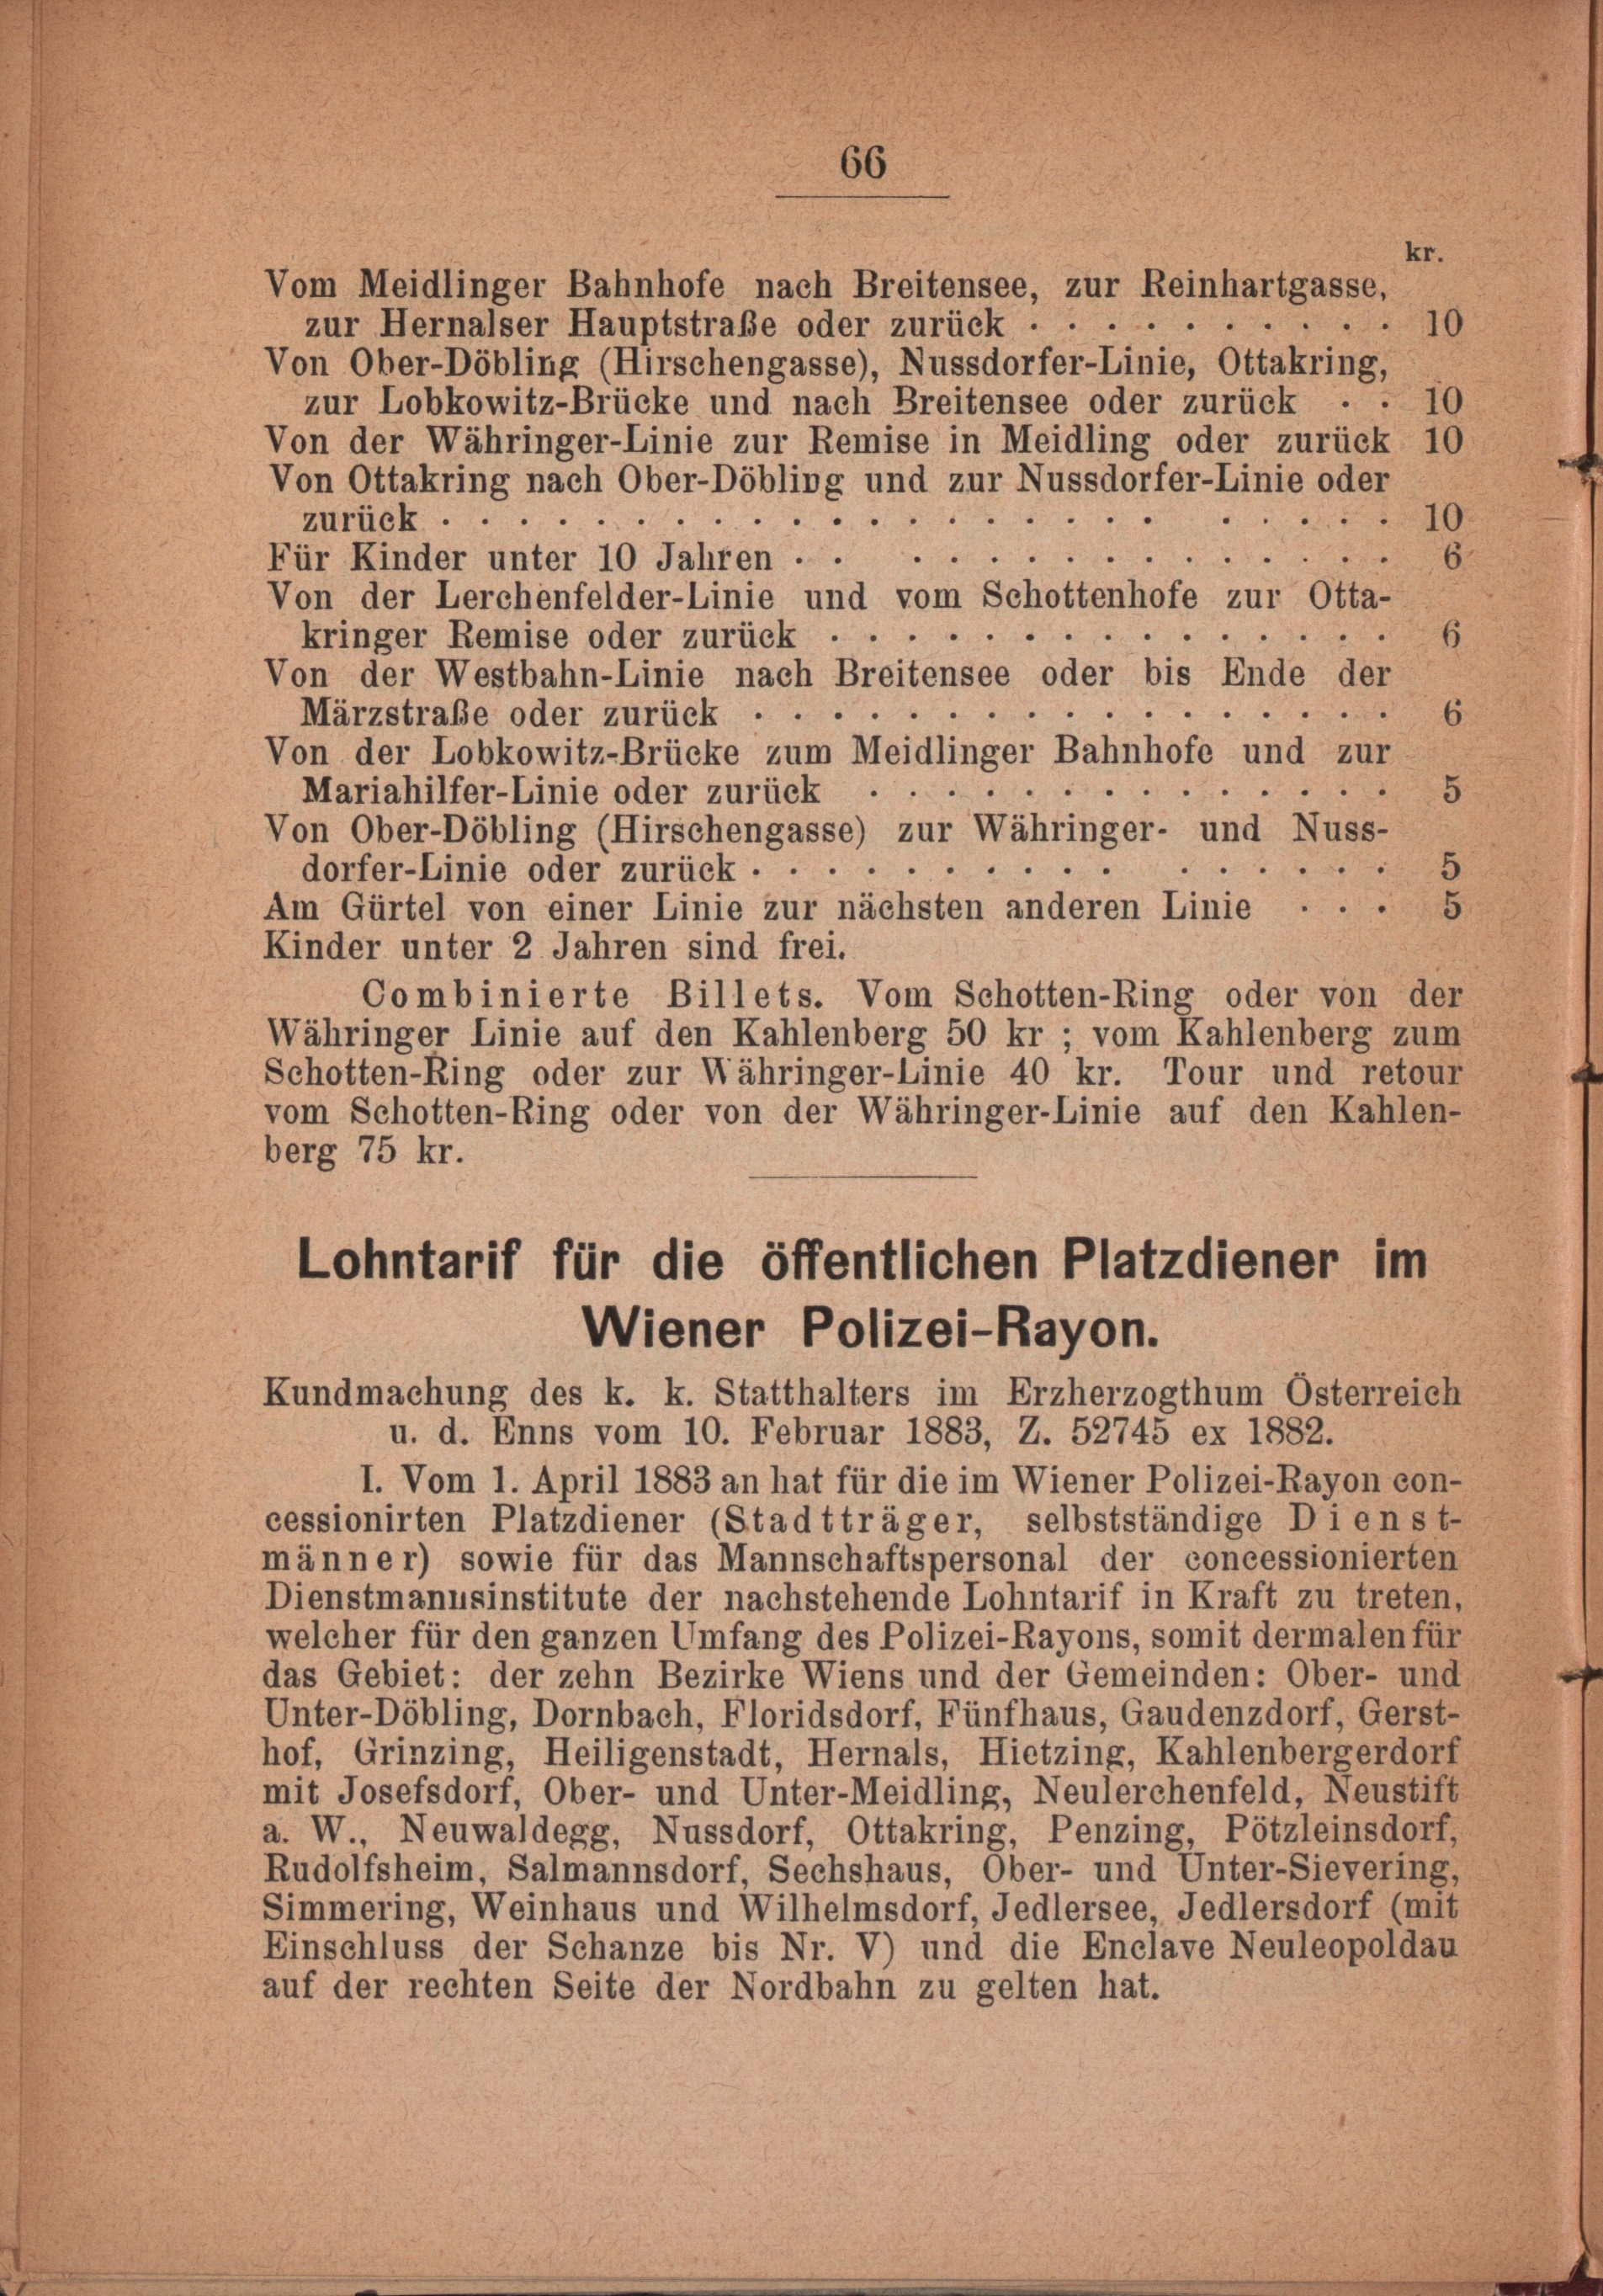 66
kr.
Vom Meidlinger Bahnhofe nach Breitensee, zur Reinhartgasse,
zur Hernalser Hauptstraße oder zurück . . . . . . . . . . 10
Von Ober-Döbling (Hirschengasse), Nussdorfer-Linie, Ottakring,
zur Lobkowitz-Brücke und nach Breitensee oder zurück . . 10
Von der Währinger-Linie zur Remise in Meidling oder zurück 10
Von Ottakring nach Ober-Döbling und zur Nussdorfer-Linie oder
zurück . . . . . . . . . . . . . . . . . . . . . . . . 10
Für Kinder unter 10 Jahren . . . . . . . . . . . . . . . 6
Von der Lerchenfelder-Linie und vom Schottenhofe zur Otta-
kringer Remise oder zurück . . . . . . . . . . . . . . . 6
Von der Westbahn-Linie nach Breitensee oder bis Ende der
Märzstraße oder zurück . . . . . . . . . . . . . . . . . 6
Von der Lobkowitz-Brücke zum Meidlinger Bahnhofe und zur
Mariahilfer-Linie oder zurück . . . . . . . . . . . . . . 5
Von Ober-Döbling (Hirschengasse) zur Währinger- und Nuss-
dorfer-Linie oder zurück . . . . . . . . . . . . . . . . 5
Am Gürtel von einer Linie zur nächsten anderen Linie . . . 5
Kinder unter 2 Jahren sind frei.
Combinierte Billets. Vom Schotten-Ring oder von der
Währinger Linie auf den Kahlenberg 50 kr ; vom Kahlenberg zum
Schotten-Ring oder zur Währinger-Linie 40 kr. Tour und retour
vom Schotten-Ring oder von der Währinger-Linie auf den Kahlen-
berg 75 kr.
Lohntarif für die öffentlichen Platzdiener im
Wiener Polizei-Rayon.
Kundmachung des k. k. Statthalters im Erzherzogthum Österreich
u. d. Enns vom 10. Februar 1883, Z. 52745 ex 1882.
I. Vom 1. April 1883 an hat für die im Wiener Polizei-Rayon con-
cessionirten Platzdiener (Stadtträger, selbstständige Dienst-
männer) sowie für das Mannschaftspersonal der concessionierten
Dienstmannsinstitute der nachstehende Lohntarif in Kraft zu treten,
welcher für den ganzen Umfang des Polizei-Rayons, somit dermalen für
das Gebiet: der zehn Bezirke Wiens und der Gemeinden: Ober- und
Unter-Döbling, Dornbach, Floridsdorf, Fünfhaus, Gaudenzdorf, Gerst-
hof, Grinzing, Heiligenstadt, Hernals, Hietzing, Kahlenbergerdorf
mit Josefsdorf, Ober- und Unter-Meidling, Neulerchenfeld, Neustift
a. W., Neuwaldegg, Nussdorf, Ottakring, Penzing, Pötzleinsdorf,
Rudolfsheim, Salmannsdorf, Sechshaus, Ober- und Unter-Sievering,
Simmering, Weinhaus und Wilhelmsdorf, Jedlersee, Jedlersdorf (mit
Einschluss der Schanze bis Nr. V) und die Enclave Neuleopoldau
auf der rechten Seite der Nordbahn zu gelten hat.